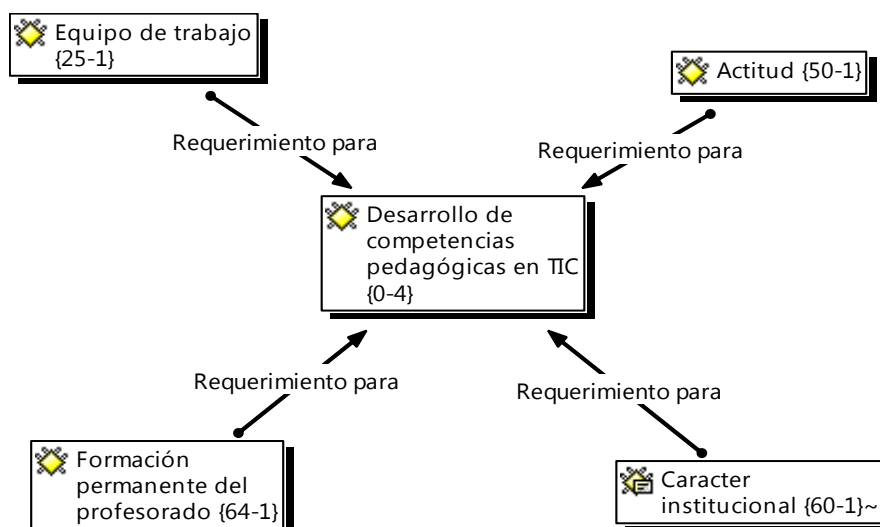 Equipo de trabajo
{25-1}
Actitud {50-1}
Requerimiento para
Requerimiento para
Desarrollo de
competencias
pedagógicas en TIC
{0-4}
Requerimiento para
Requerimiento para
Formación
permanente del
profesorado {64-1}
Caracter
institucional {60-1}~